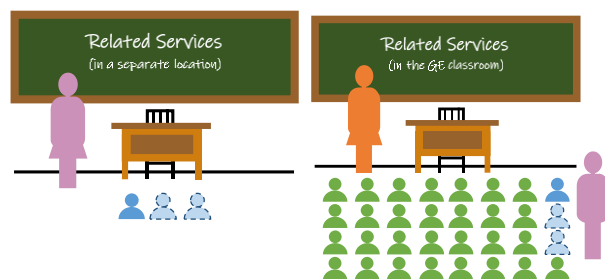 Related Services
(in a separate location)
Related Services
(in the GE classroom)